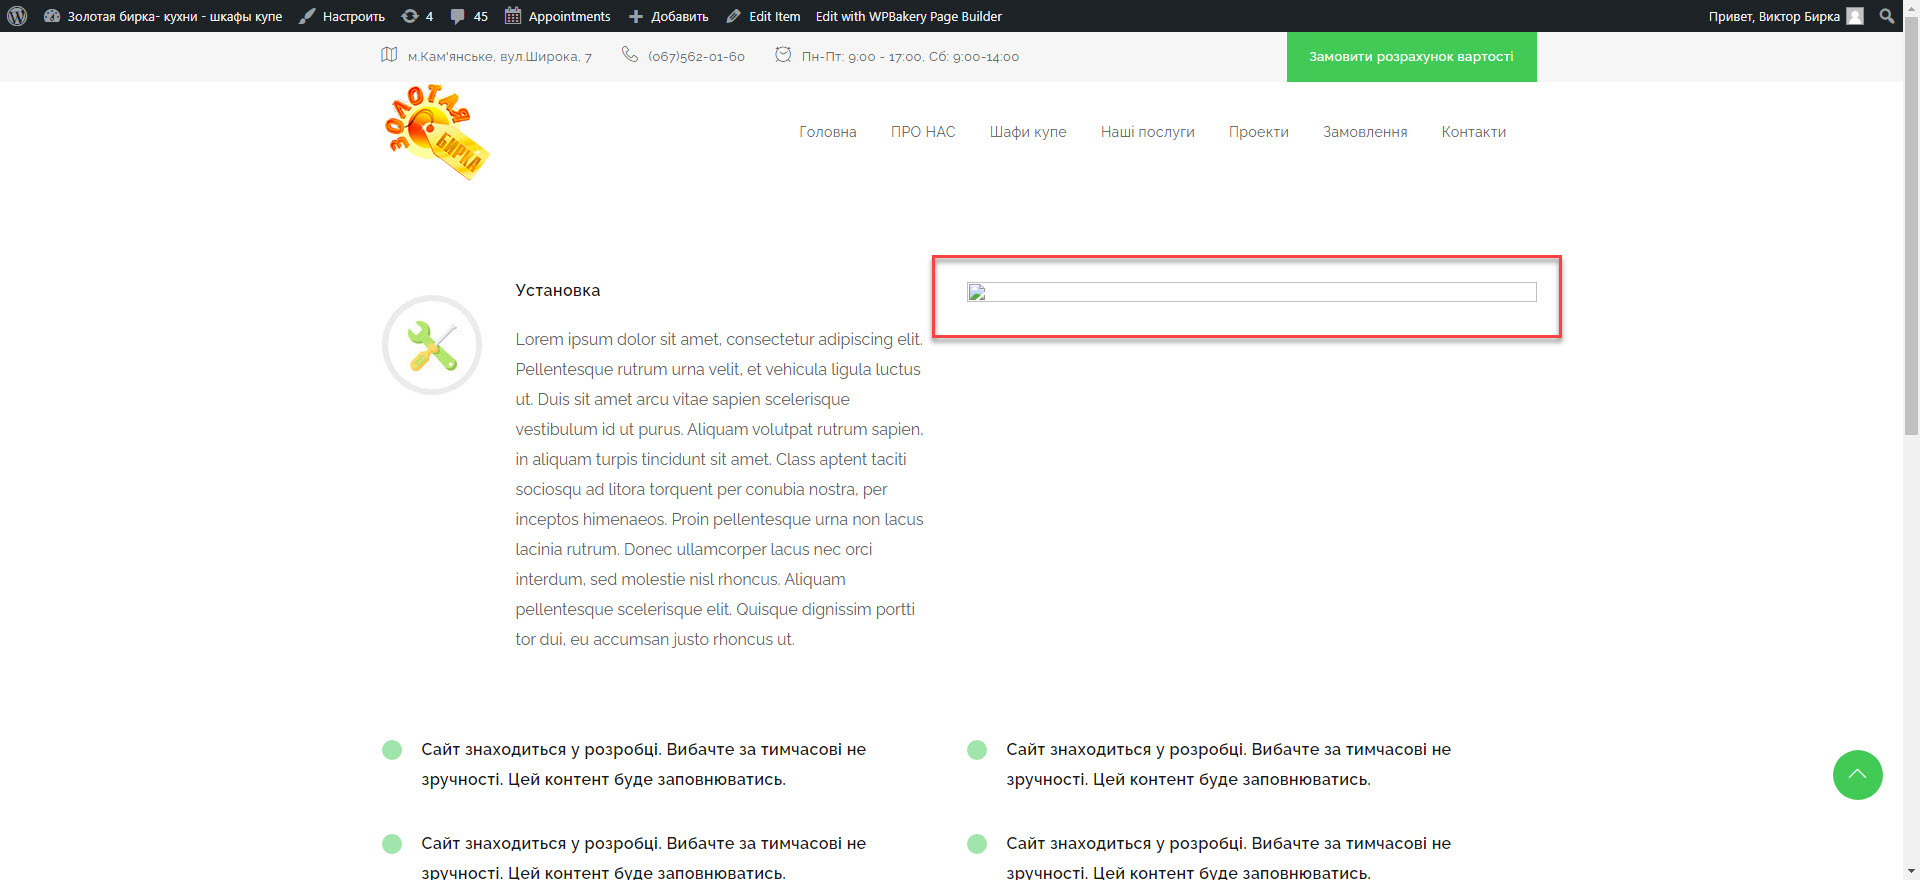 Золотая бирка- кухни - шкафы купе Настроить 4 45 Appointments Добавить Edit Item Edit with WPBakery Page Builder Привет, Виктор Бирка
м.Кам'янське, вул.Широка, 7 (067)562-01-60 Пн-Пт: 9:00 - 17:00, Сб: 9:00-14:00 Замовити розрахунок вартості
ЗОЛОТАЯ
БИРКА
Головна ПРО НАС Шафи купе Наші послуги Проекти Замовлення Контакти
Установка
Lorem ipsum dolor sit amet, consectetur adipiscing elit.
Pellentesque rutrum urna velit, et vehicula ligula luctus
ut. Duis sit amet arcu vitae sapien scelerisque
vestibulum id ut purus. Aliquam volutpat rutrum sapien,
in aliquam turpis tincidunt sit amet. Class aptent taciti
sociosqu ad litora torquent per conubia nostra, per
inceptos himenaeos. Proin pellentesque urna non lacus
lacinia rutrum. Donec ullamcorper lacus nec orci
interdum, sed molestie nisl rhoncus. Aliquam
pellentesque scelerisque elit. Quisque dignissim portti
tor dui, eu accumsan justo rhoncus ut.
Сайт знаходиться у розробці. Вибачте за тимчасові не
зручності. Цей контент буде заповнюватись.
Сайт знаходиться у розробці. Вибачте за тимчасові не
зручності. Цей контент буде заповнюватись.
Сайт знаходиться у розробці. Вибачте за тимчасові не
зручності. Цей контент буде заповнюватись.
Сайт знаходиться у розробці. Вибачте за тимчасові не
зручності. Цей контент буде заповнюватись.